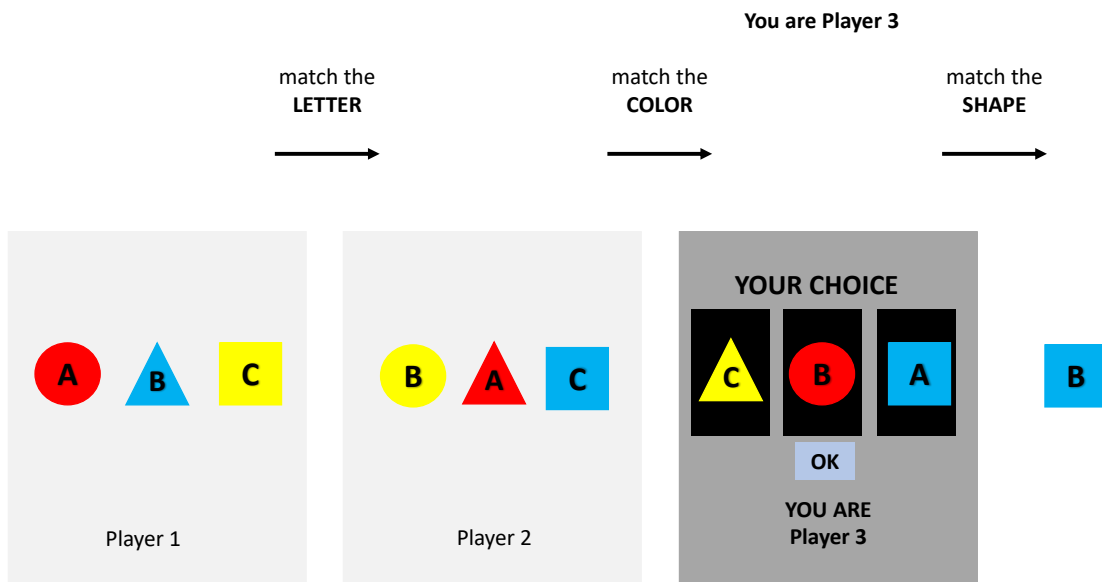 You are Player 3
match the
LETTER
match the
COLOR
match the
SHAPE
YOUR CHOICE
A B C
B A C
C B A
B
OK
Player 1
Player 2
YOU ARE
Player 3